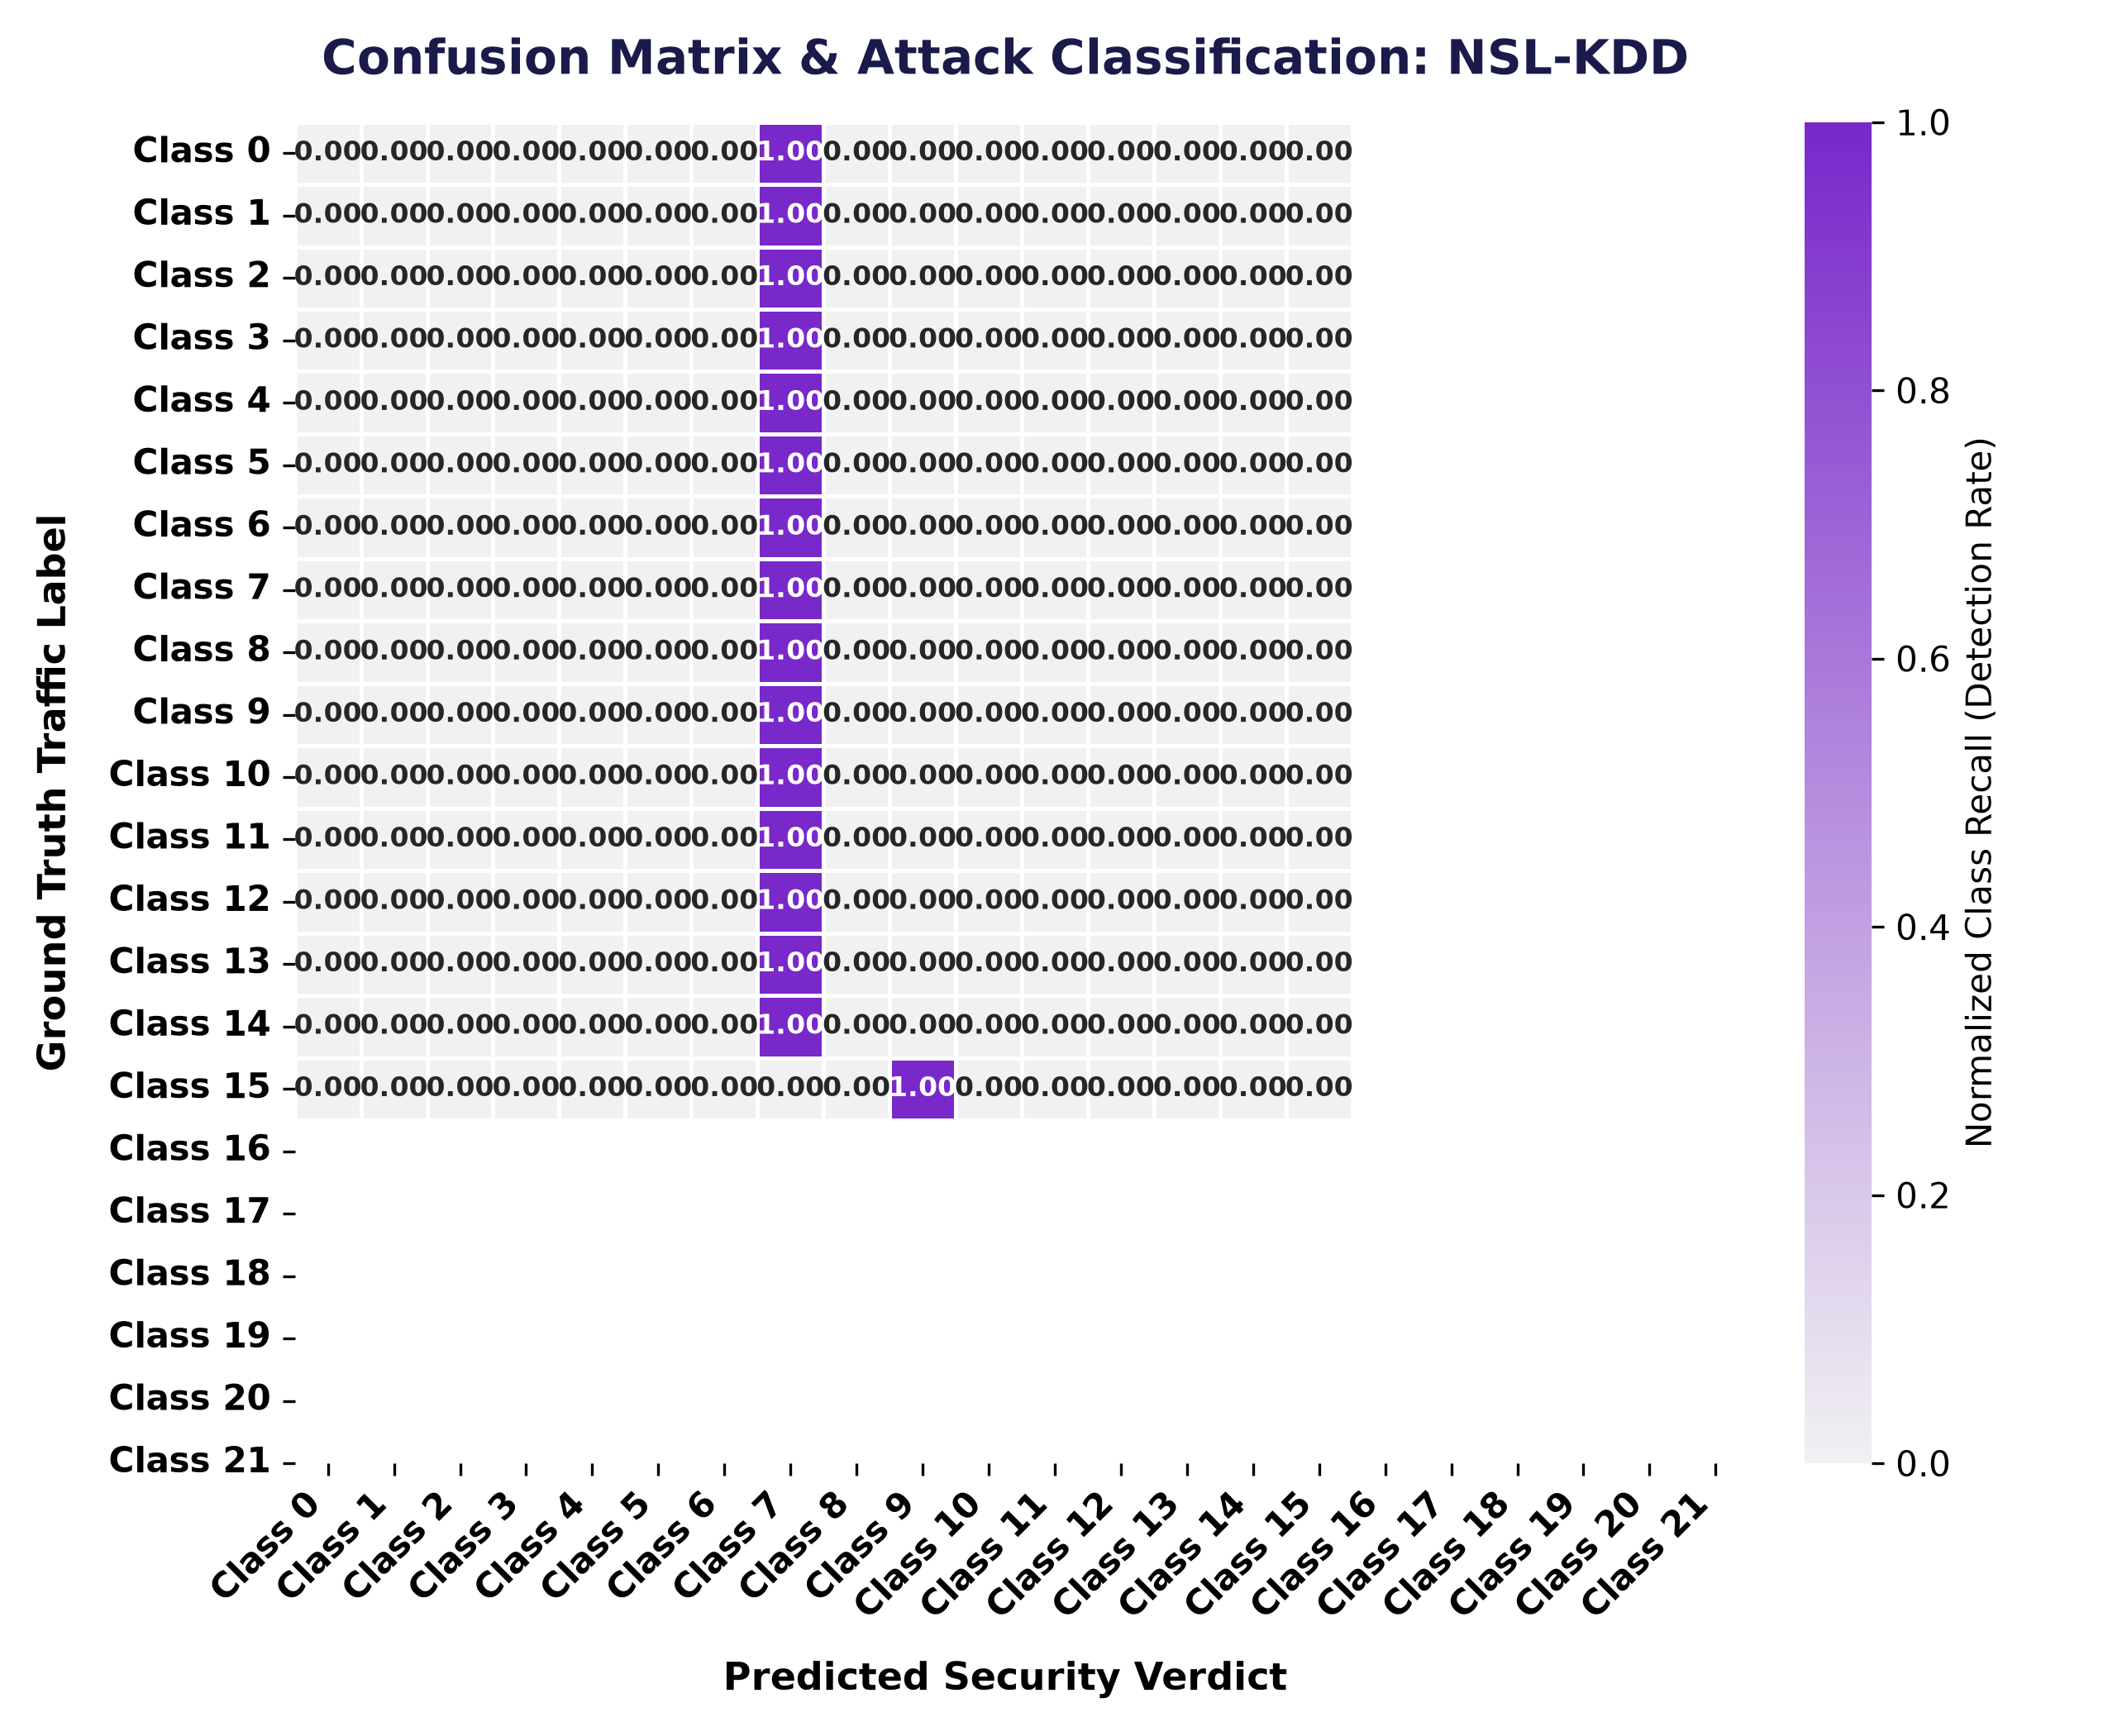 Confusion Matrix & Attack Classification: NSL-KDD
Class 0 0.00 0.00 0.00 0.00 0.00 0.00 0.00 1.00 0.00 0.00 0.00 0.00 0.00 0.00 0.00 0.00
Class 1 0.00 0.00 0.00 0.00 0.00 0.00 0.00 1.00 0.00 0.00 0.00 0.00 0.00 0.00 0.00 0.00
Class 2 0.00 0.00 0.00 0.00 0.00 0.00 0.00 1.00 0.00 0.00 0.00 0.00 0.00 0.00 0.00 0.00
Class 3 0.00 0.00 0.00 0.00 0.00 0.00 0.00 1.00 0.00 0.00 0.00 0.00 0.00 0.00 0.00 0.00
Class 4 0.00 0.00 0.00 0.00 0.00 0.00 0.00 1.00 0.00 0.00 0.00 0.00 0.00 0.00 0.00 0.00
Class 5 0.00 0.00 0.00 0.00 0.00 0.00 0.00 1.00 0.00 0.00 0.00 0.00 0.00 0.00 0.00 0.00
Class 6 0.00 0.00 0.00 0.00 0.00 0.00 0.00 1.00 0.00 0.00 0.00 0.00 0.00 0.00 0.00 0.00
Class 7 0.00 0.00 0.00 0.00 0.00 0.00 0.00 1.00 0.00 0.00 0.00 0.00 0.00 0.00 0.00 0.00
Class 8 0.00 0.00 0.00 0.00 0.00 0.00 0.00 1.00 0.00 0.00 0.00 0.00 0.00 0.00 0.00 0.00
Class 9 0.00 0.00 0.00 0.00 0.00 0.00 0.00 1.00 0.00 0.00 0.00 0.00 0.00 0.00 0.00 0.00
Class 10 0.00 0.00 0.00 0.00 0.00 0.00 0.00 1.00 0.00 0.00 0.00 0.00 0.00 0.00 0.00 0.00
Class 11 0.00 0.00 0.00 0.00 0.00 0.00 0.00 1.00 0.00 0.00 0.00 0.00 0.00 0.00 0.00 0.00
Class 12 0.00 0.00 0.00 0.00 0.00 0.00 0.00 1.00 0.00 0.00 0.00 0.00 0.00 0.00 0.00 0.00
Class 13 0.00 0.00 0.00 0.00 0.00 0.00 0.00 1.00 0.00 0.00 0.00 0.00 0.00 0.00 0.00 0.00
Class 14 0.00 0.00 0.00 0.00 0.00 0.00 0.00 1.00 0.00 0.00 0.00 0.00 0.00 0.00 0.00 0.00
Class 15 0.00 0.00 0.00 0.00 0.00 0.00 0.00 0.00 0.00 1.00 0.00 0.00 0.00 0.00 0.00 0.00
Class 16
Class 17
Class 18
Class 19
Class 20
Class 21
Ground Truth Traffic Label
Class 0 Class 1 Class 2 Class 3 Class 4 Class 5 Class 6 Class 7 Class 8 Class 9 Class 10 Class 11 Class 12 Class 13 Class 14 Class 15 Class 16 Class 17 Class 18 Class 19 Class 20 Class 21
Predicted Security Verdict
1.0
0.8
0.6
0.4
0.2
0.0
Normalized Class Recall (Detection Rate)